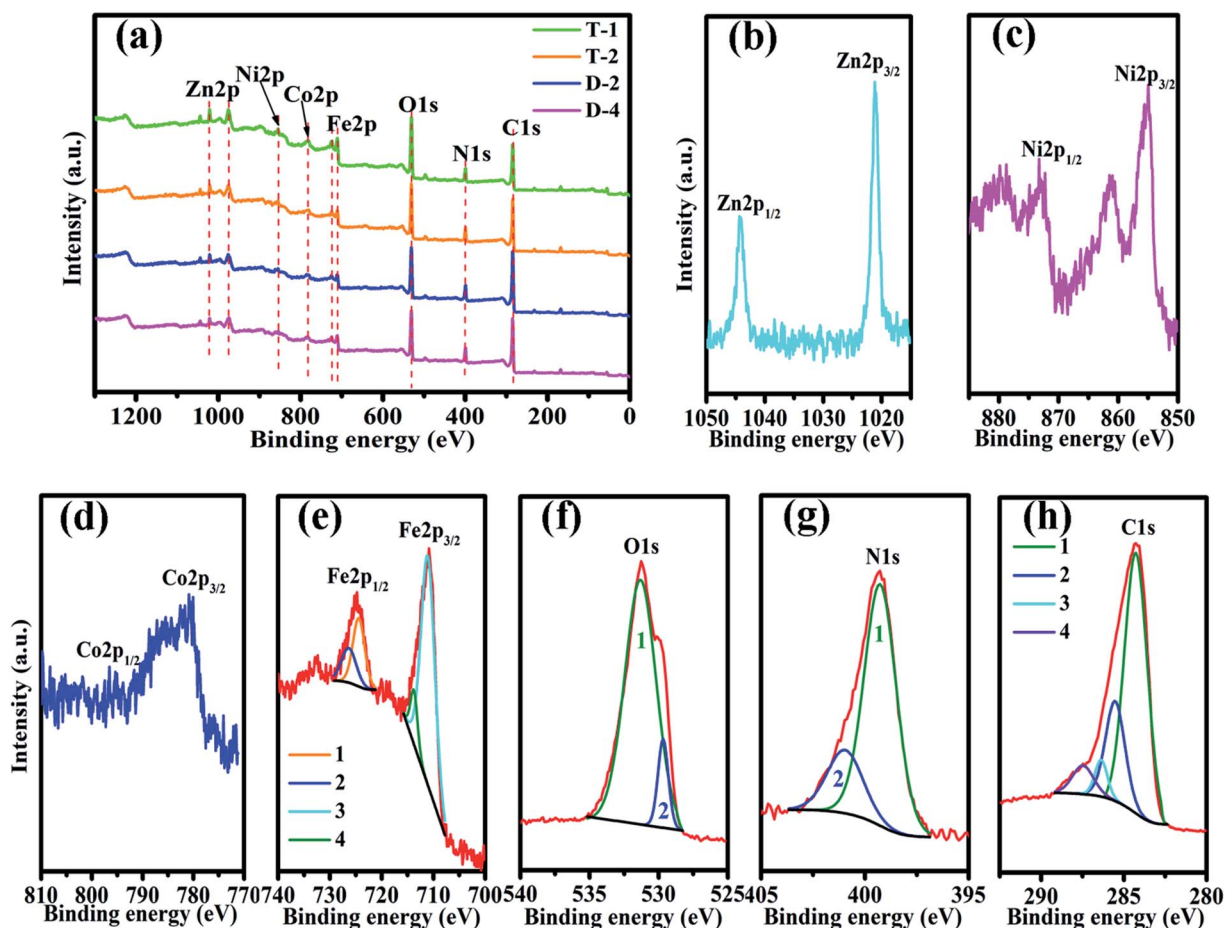 (a)
T-1
T-2
D-2
D-4
Zn2p
Ni2p
Co2p
Fe2p
O1s
N1s
C1s
Intensity (a.u.)
1200 1000 800 600 400 200 0
Binding energy (eV)
(b)
Zn2p3/2
Zn2p1/2
1050 1040 1030 1020
Binding energy (eV)
(c)
Ni2p3/2
Ni2p1/2
880 870 860 850
Binding energy (eV)
(d)
Co2p3/2
Co2p1/2
Intensity (a.u.)
810 800 790 780 770
Binding energy (eV)
(e)
Fe2p3/2
Fe2p1/2
1
2
3
4
740 730 720 710 700
Binding energy (eV)
(f)
O1s
1
2
540 535 530 525
Binding energy (eV)
(g)
N1s
1
2
405 400 395
Binding energy (eV)
(h)
C1s
1
2
3
4
290 285 280
Binding energy (eV)